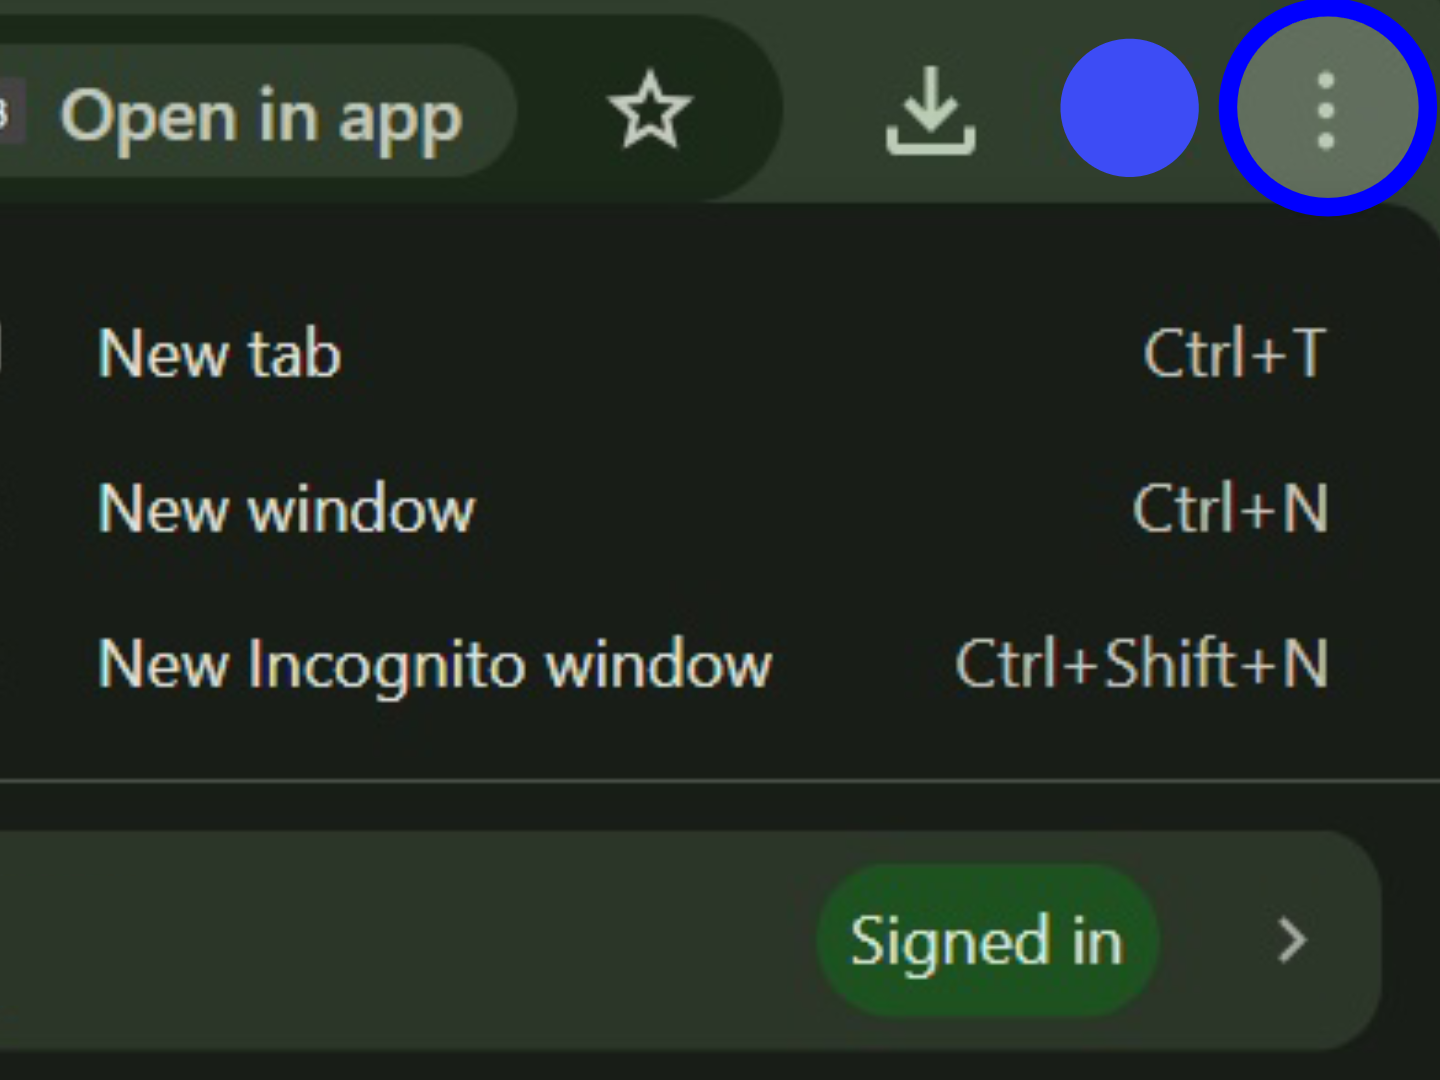 Open in app
New tab Ctrl+T
New window Ctrl+N
New Incognito window Ctrl+Shift+N
Signed in